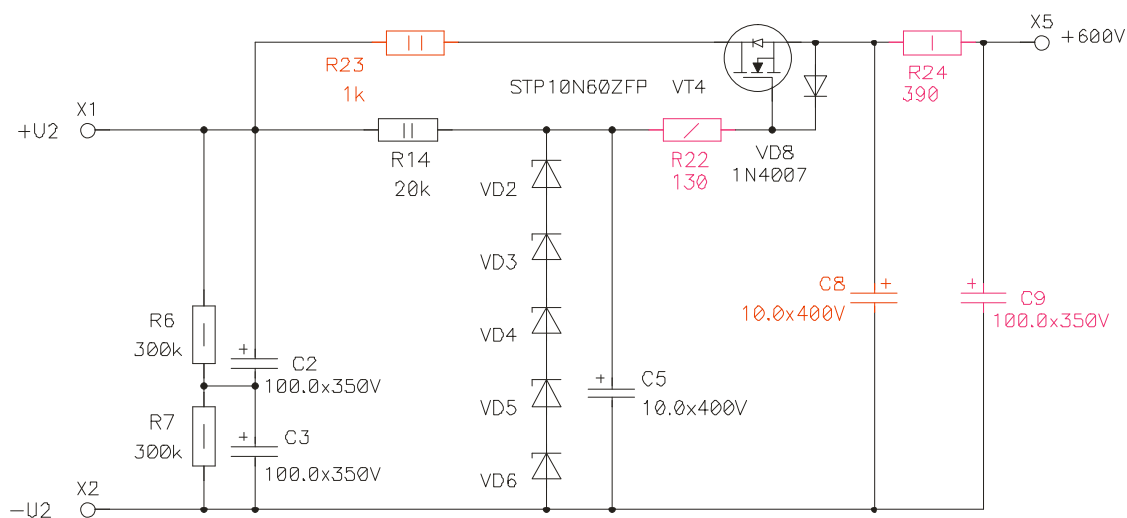 X5
+600V
R23
1k
R24
390
STP10N60ZFP VT4
X1
+U2
R14
20k
R22
130
VD8
1N4007
VD2
VD3
C8
10.0x400V
C9
100.0x350V
R6
300k
VD4
C2
100.0x350V
C5
10.0x400V
VD5
R7
300k
C3
100.0x350V
VD6
X2
-U2